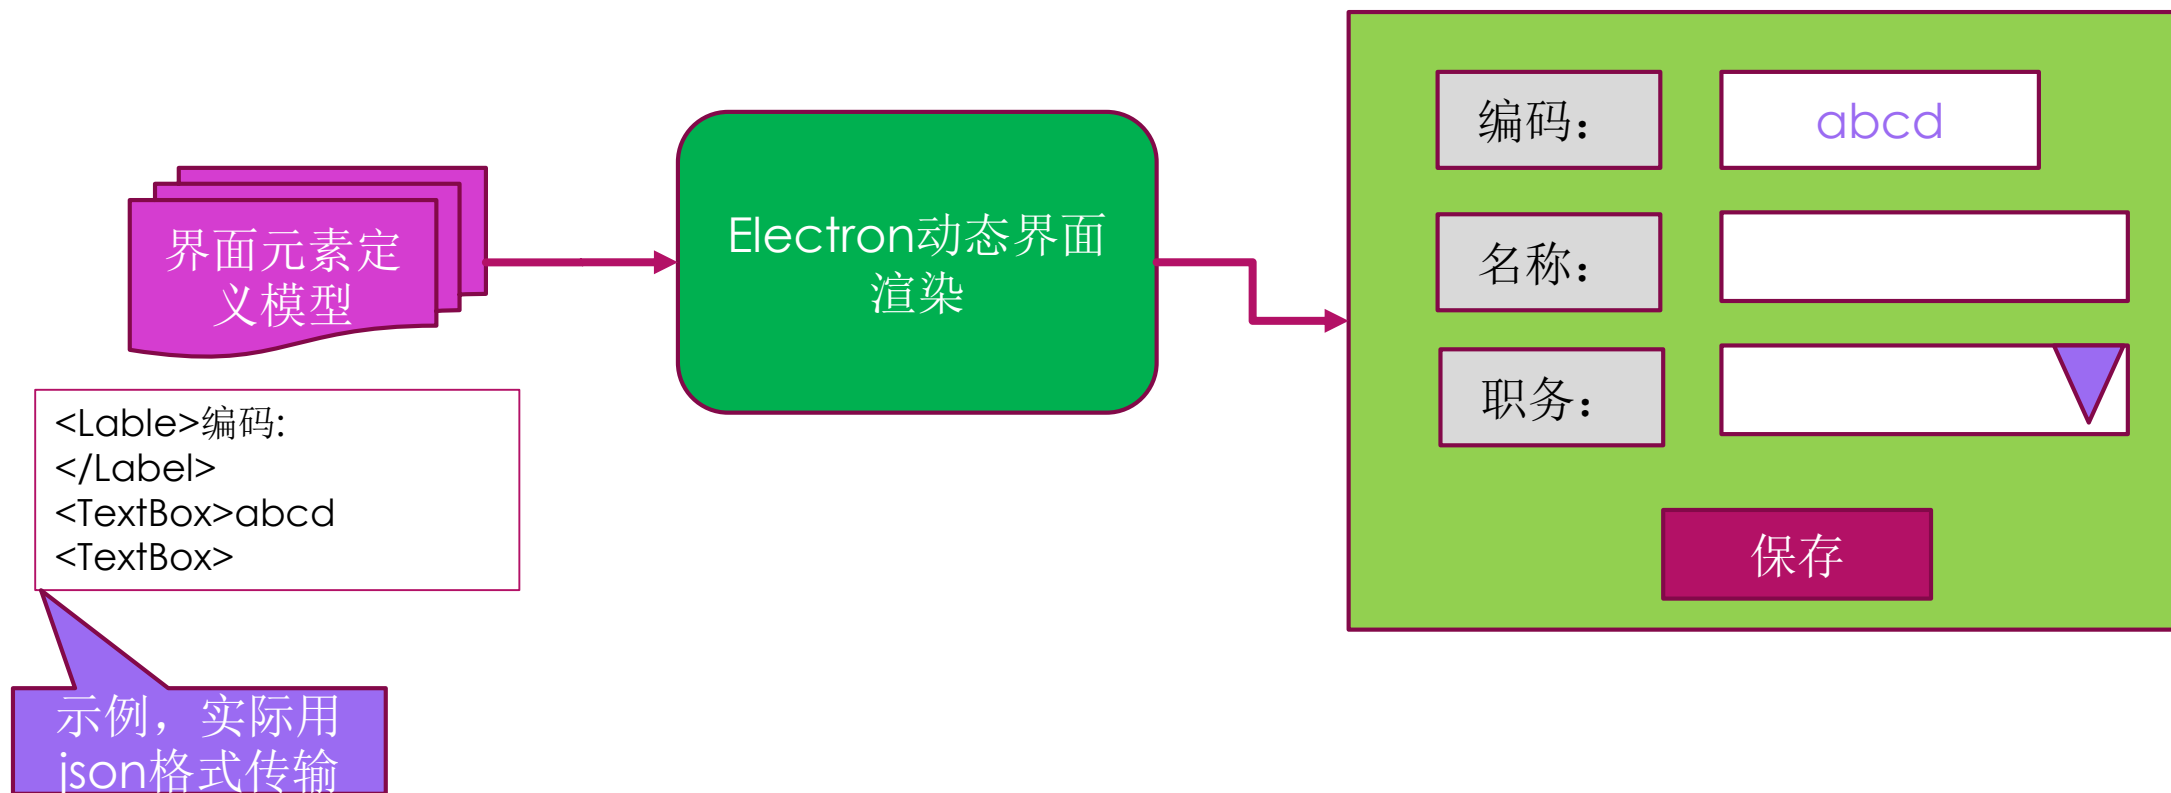 界面元素定
义模型
<Lable>编码:
</Label>
<TextBox>abcd
<TextBox>
示例，实际用
json格式传输
Electron动态界面
渲染
编码：
abcd
名称：
职务：
保存